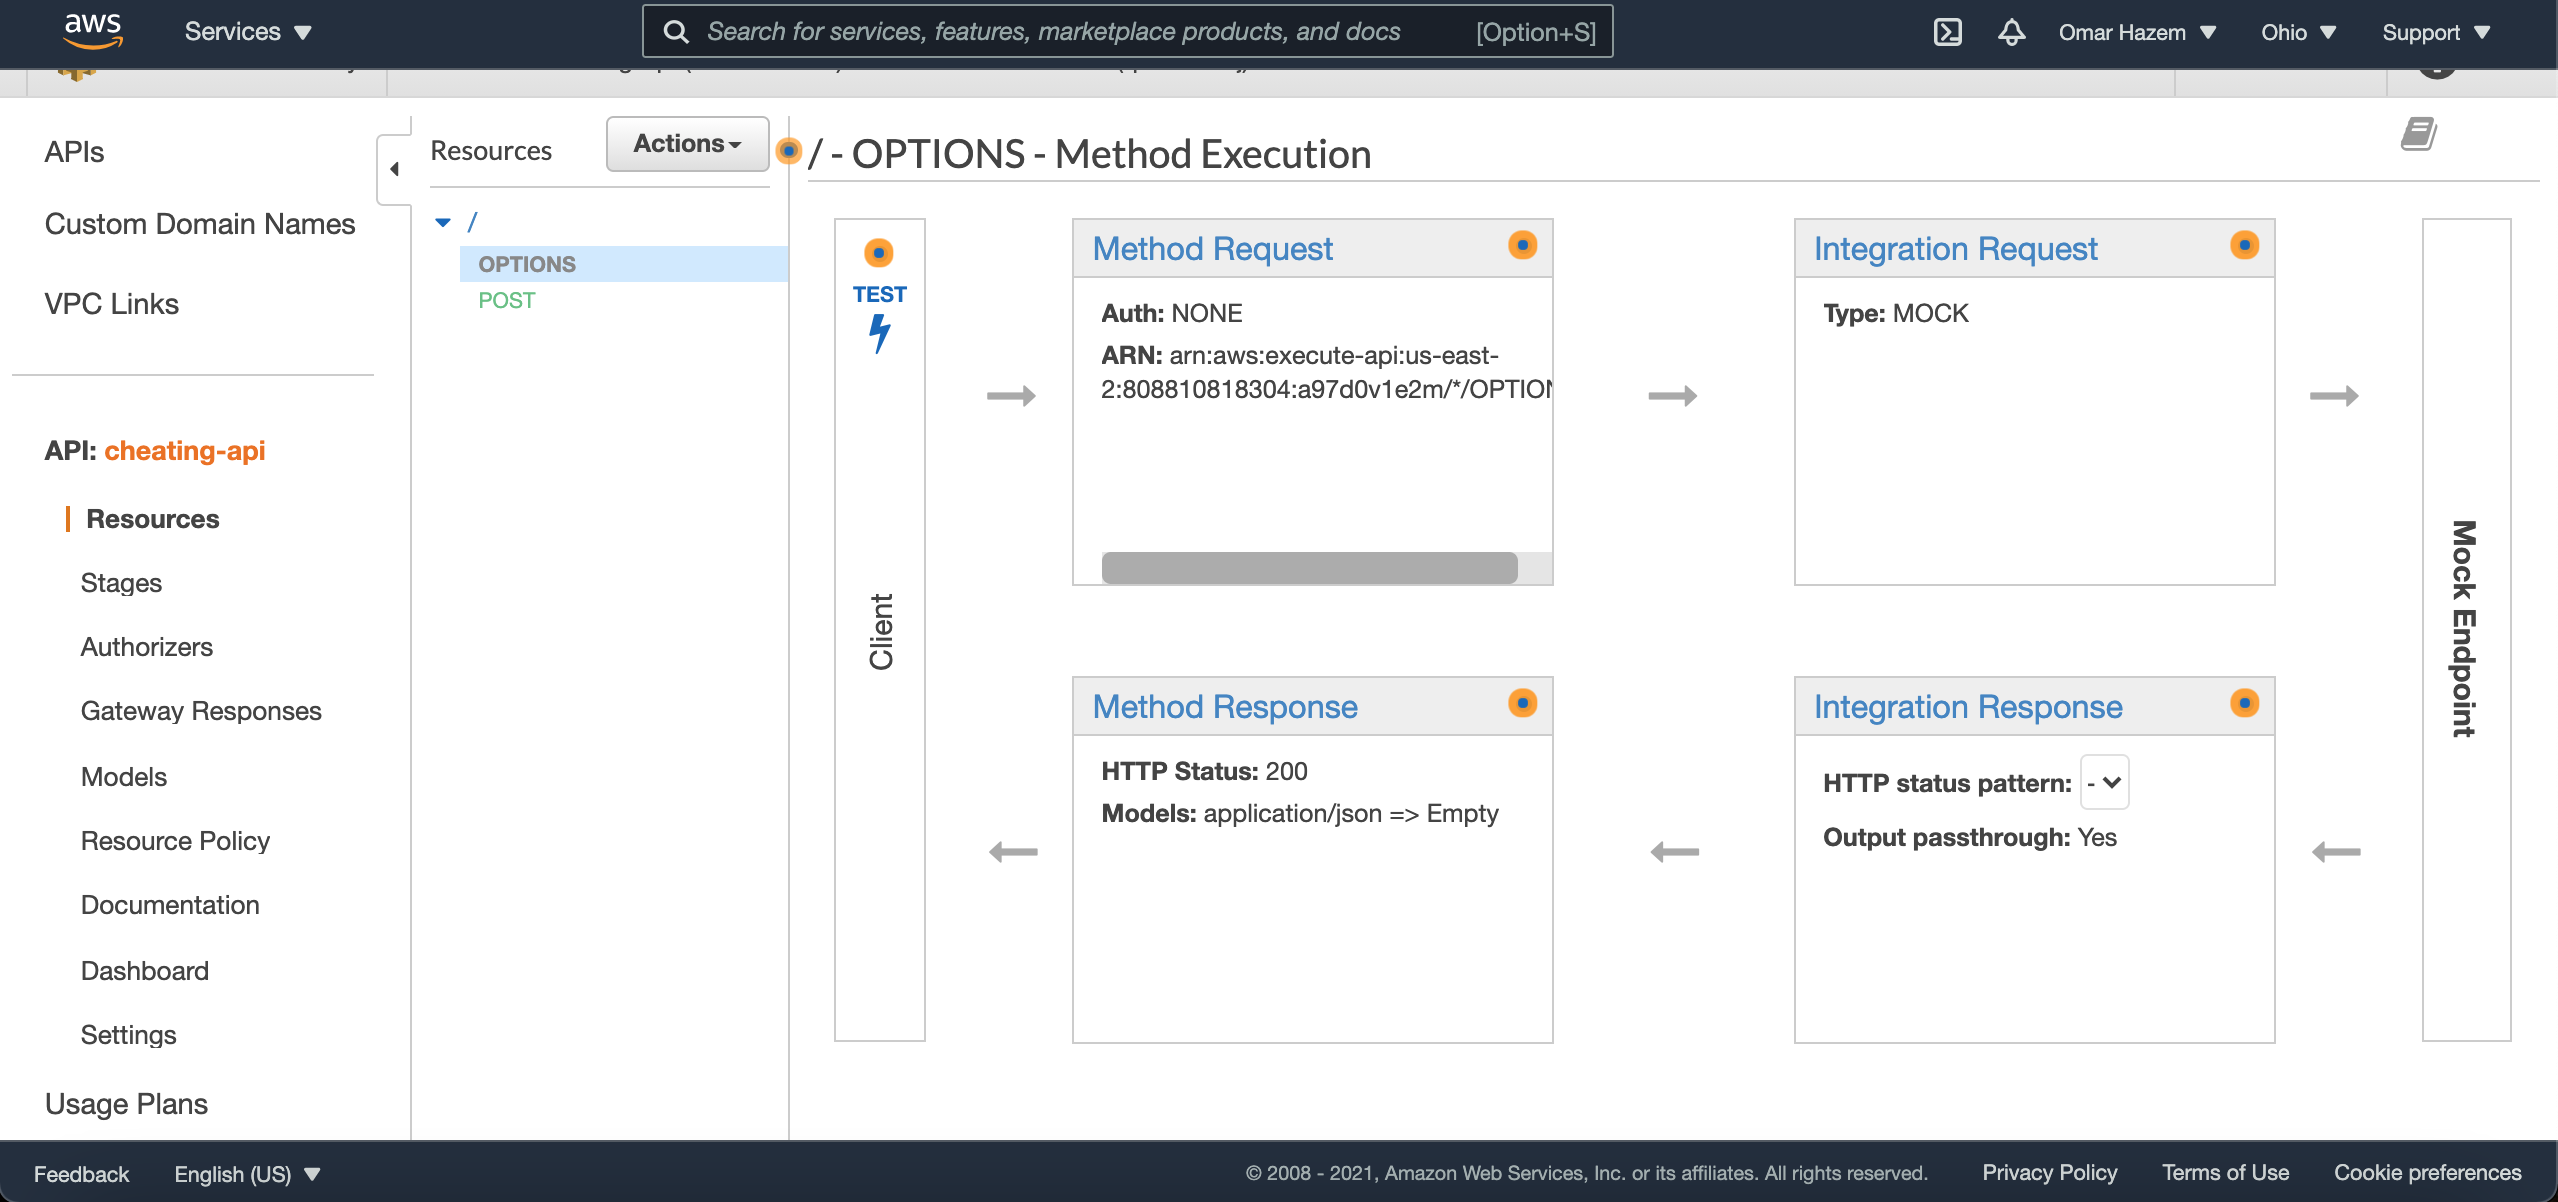 aws
Services
Search for services, features, marketplace products, and docs [Option+S]
Omar Hazem
Ohio
Support
APIs
Custom Domain Names
VPC Links
API: cheating-api
Resources
Stages
Authorizers
Gateway Responses
Models
Resource Policy
Documentation
Dashboard
Settings
Usage Plans
Resources
Actions
/
OPTIONS
POST
/ - OPTIONS - Method Execution
TEST
Client
Method Request
Auth: NONE
ARN: arn:aws:execute-api:us-east-
2:808810818304:a97d0v1e2m/*/OPTION
Integration Request
Type: MOCK
Mock Endpoint
Method Response
HTTP Status: 200
Models: application/json => Empty
Integration Response
HTTP status pattern: -
Output passthrough: Yes
Feedback
English (US)
© 2008 - 2021, Amazon Web Services, Inc. or its affiliates. All rights reserved.
Privacy Policy
Terms of Use
Cookie preferences